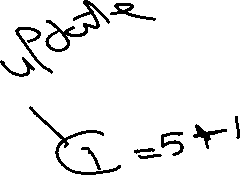 update
G = 5 + 1